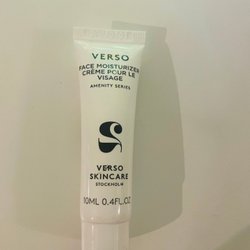 VERSO
FACE MOISTURIZER
CRÈME POUR LE
VISAGE
AMENITY SERIES
VERSO
SKINCARE
STOCKHOLM
10ML 0.4FL.OZ